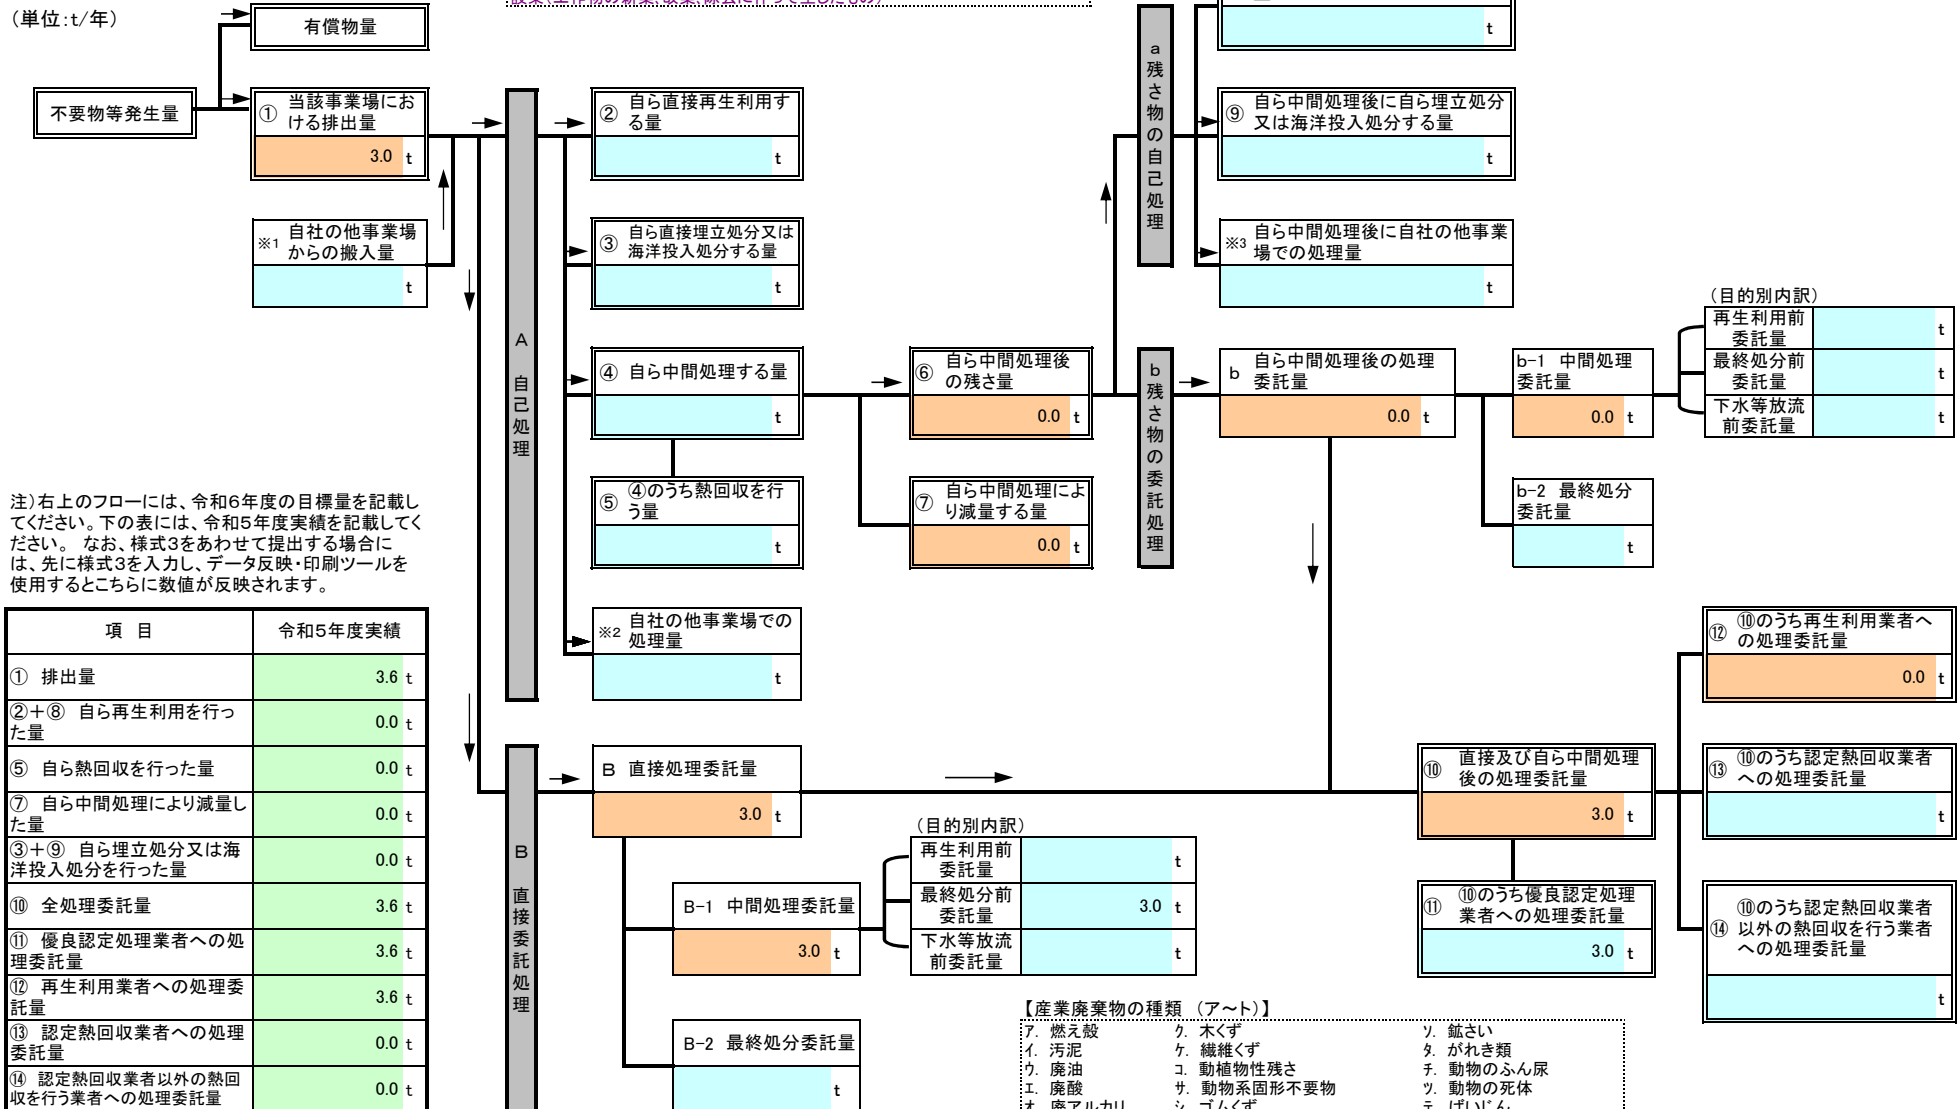 (単位:t/年)
有償物量
t
不要物等発生量
① 当該事業場にお
ける排出量
3.0 t
※1 自社の他事業場
からの搬入量
t
A 自己処理
② 自ら直接再生利用す
る量
t
③ 自ら直接埋立処分又は
海洋投入処分する量
t
④ 自ら中間処理する量
t
⑤ ④のうち熱回収を行
う量
t
※2 自社の他事業場での
処理量
t
⑥ 自ら中間処理後
の残さ量
0.0 t
⑦ 自ら中間処理によ
り減量する量
0.0 t
a 残さ物の自己処理
⑨ 自ら中間処理後に自ら埋立処分
又は海洋投入処分する量
t
※3 自ら中間処理後に自社の他事業
場での処理量
t
b 残さ物の委託処理
b 自ら中間処理後の処理
委託量
0.0 t
b-1 中間処理
委託量
0.0 t
(目的別内訳)
再生利用前
委託量
t
最終処分前
委託量
t
下水等放流
前委託量
t
b-2 最終処分
委託量
t
注)右上のフローには、令和6年度の目標量を記載し
てください。下の表には、令和5年度実績を記載してく
ださい。 なお、様式3をあわせて提出する場合に
は、先に様式3を入力し、データ反映・印刷ツールを
使用するとこちらに数値が反映されます。
項 目 令和5年度実績
① 排出量 3.6 t
②+⑧ 自ら再生利用を行っ
た量
0.0 t
⑤ 自ら熱回収を行った量 0.0 t
⑦ 自ら中間処理により減量し
た量
0.0 t
③+⑨ 自ら埋立処分又は海
洋投入処分を行った量
0.0 t
⑩ 全処理委託量 3.6 t
⑪ 優良認定処理業者への処
理委託量
3.6 t
⑫ 再生利用業者への処理委
託量
3.6 t
⑬ 認定熱回収業者への処理
委託量
0.0 t
⑭ 認定熱回収業者以外の熱回
収を行う業者への処理委託量
0.0 t
B 直接委託処理
B 直接処理委託量
3.0 t
B-1 中間処理委託量
3.0 t
(目的別内訳)
再生利用前
委託量
t
最終処分前
委託量
3.0 t
下水等放流
前委託量
t
B-2 最終処分委託量
t
⑩ 直接及び自ら中間処理
後の処理委託量
3.0 t
⑪ ⑩のうち優良認定処理
業者への処理委託量
3.0 t
⑫ ⑩のうち再生利用業者へ
の処理委託量
0.0 t
⑬ ⑩のうち認定熱回収業者
への処理委託量
t
⑭ ⑩のうち認定熱回収業者
以外の熱回収を行う業者
への処理委託量
t
【産業廃棄物の種類 (ア~ト)】
ア. 燃え殻 ク. 木くず ソ. 鉱さい
イ. 汚泥 ケ. 繊維くず タ. がれき類
ウ. 廃油 コ. 動植物性残さ チ. 動物のふん尿
エ. 廃酸 サ. 動物系固形不要物 ツ. 動物の死体
オ. 廃アルカリ シ. ゴムくず テ. ばいじん